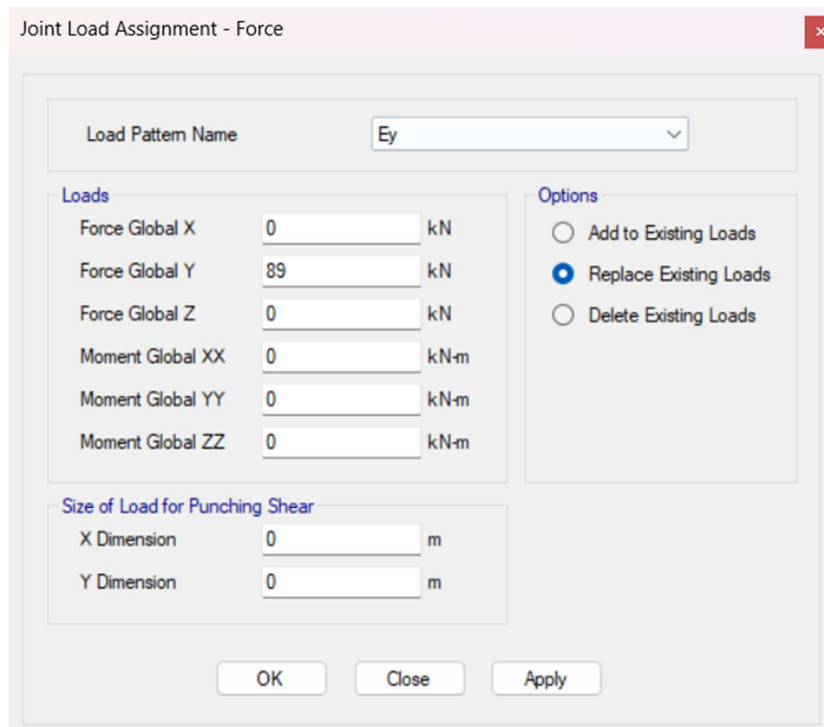 Joint Load Assignment - Force
×
Load Pattern Name Ey
Loads
Force Global X 0 kN
Force Global Y 89 kN
Force Global Z 0 kN
Moment Global XX 0 kN-m
Moment Global YY 0 kN-m
Moment Global ZZ 0 kN-m
Options
Add to Existing Loads
Replace Existing Loads
Delete Existing Loads
Size of Load for Punching Shear
X Dimension 0 m
Y Dimension 0 m
OK Close Apply